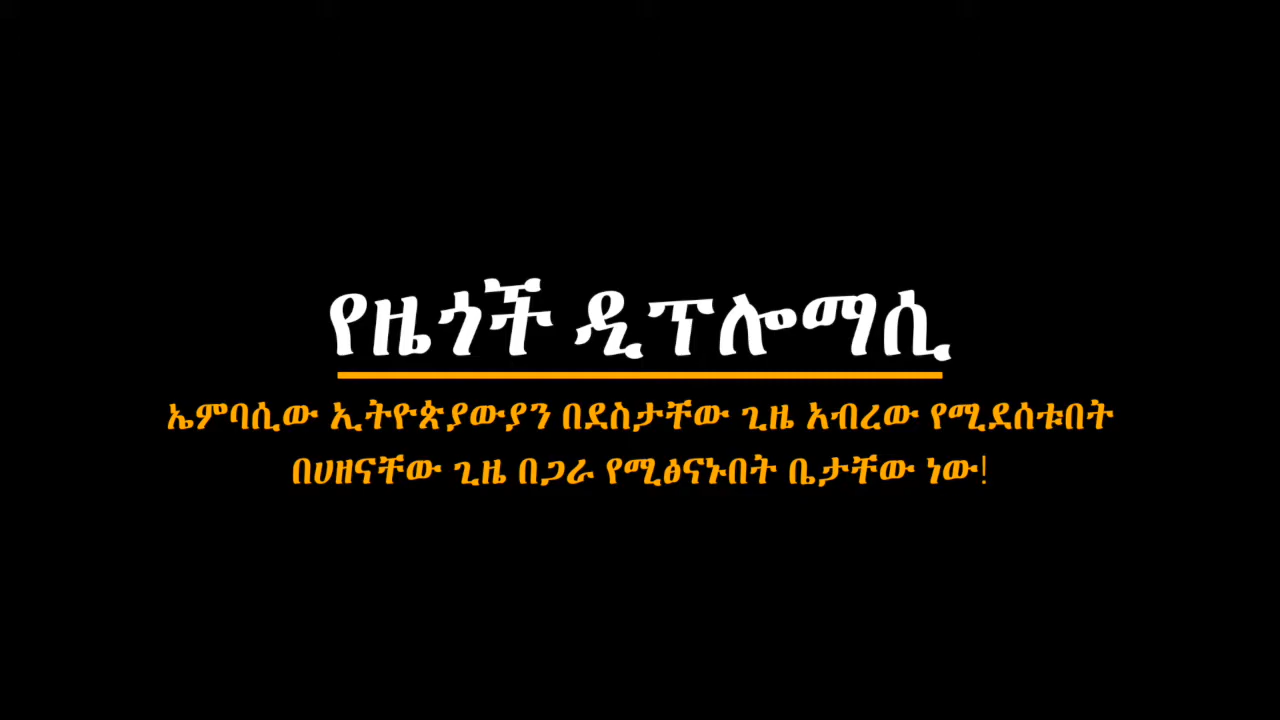 የዜጎች ዲፕሎማሲ
ኤምባሲው ኢትዮጵያውያን በደስታቸው ጊዜ አብረው የሚደሰቱበት
በሀዘናቸው ጊዜ በጋራ የሚፅናኑበት ቤታቸው ነው!